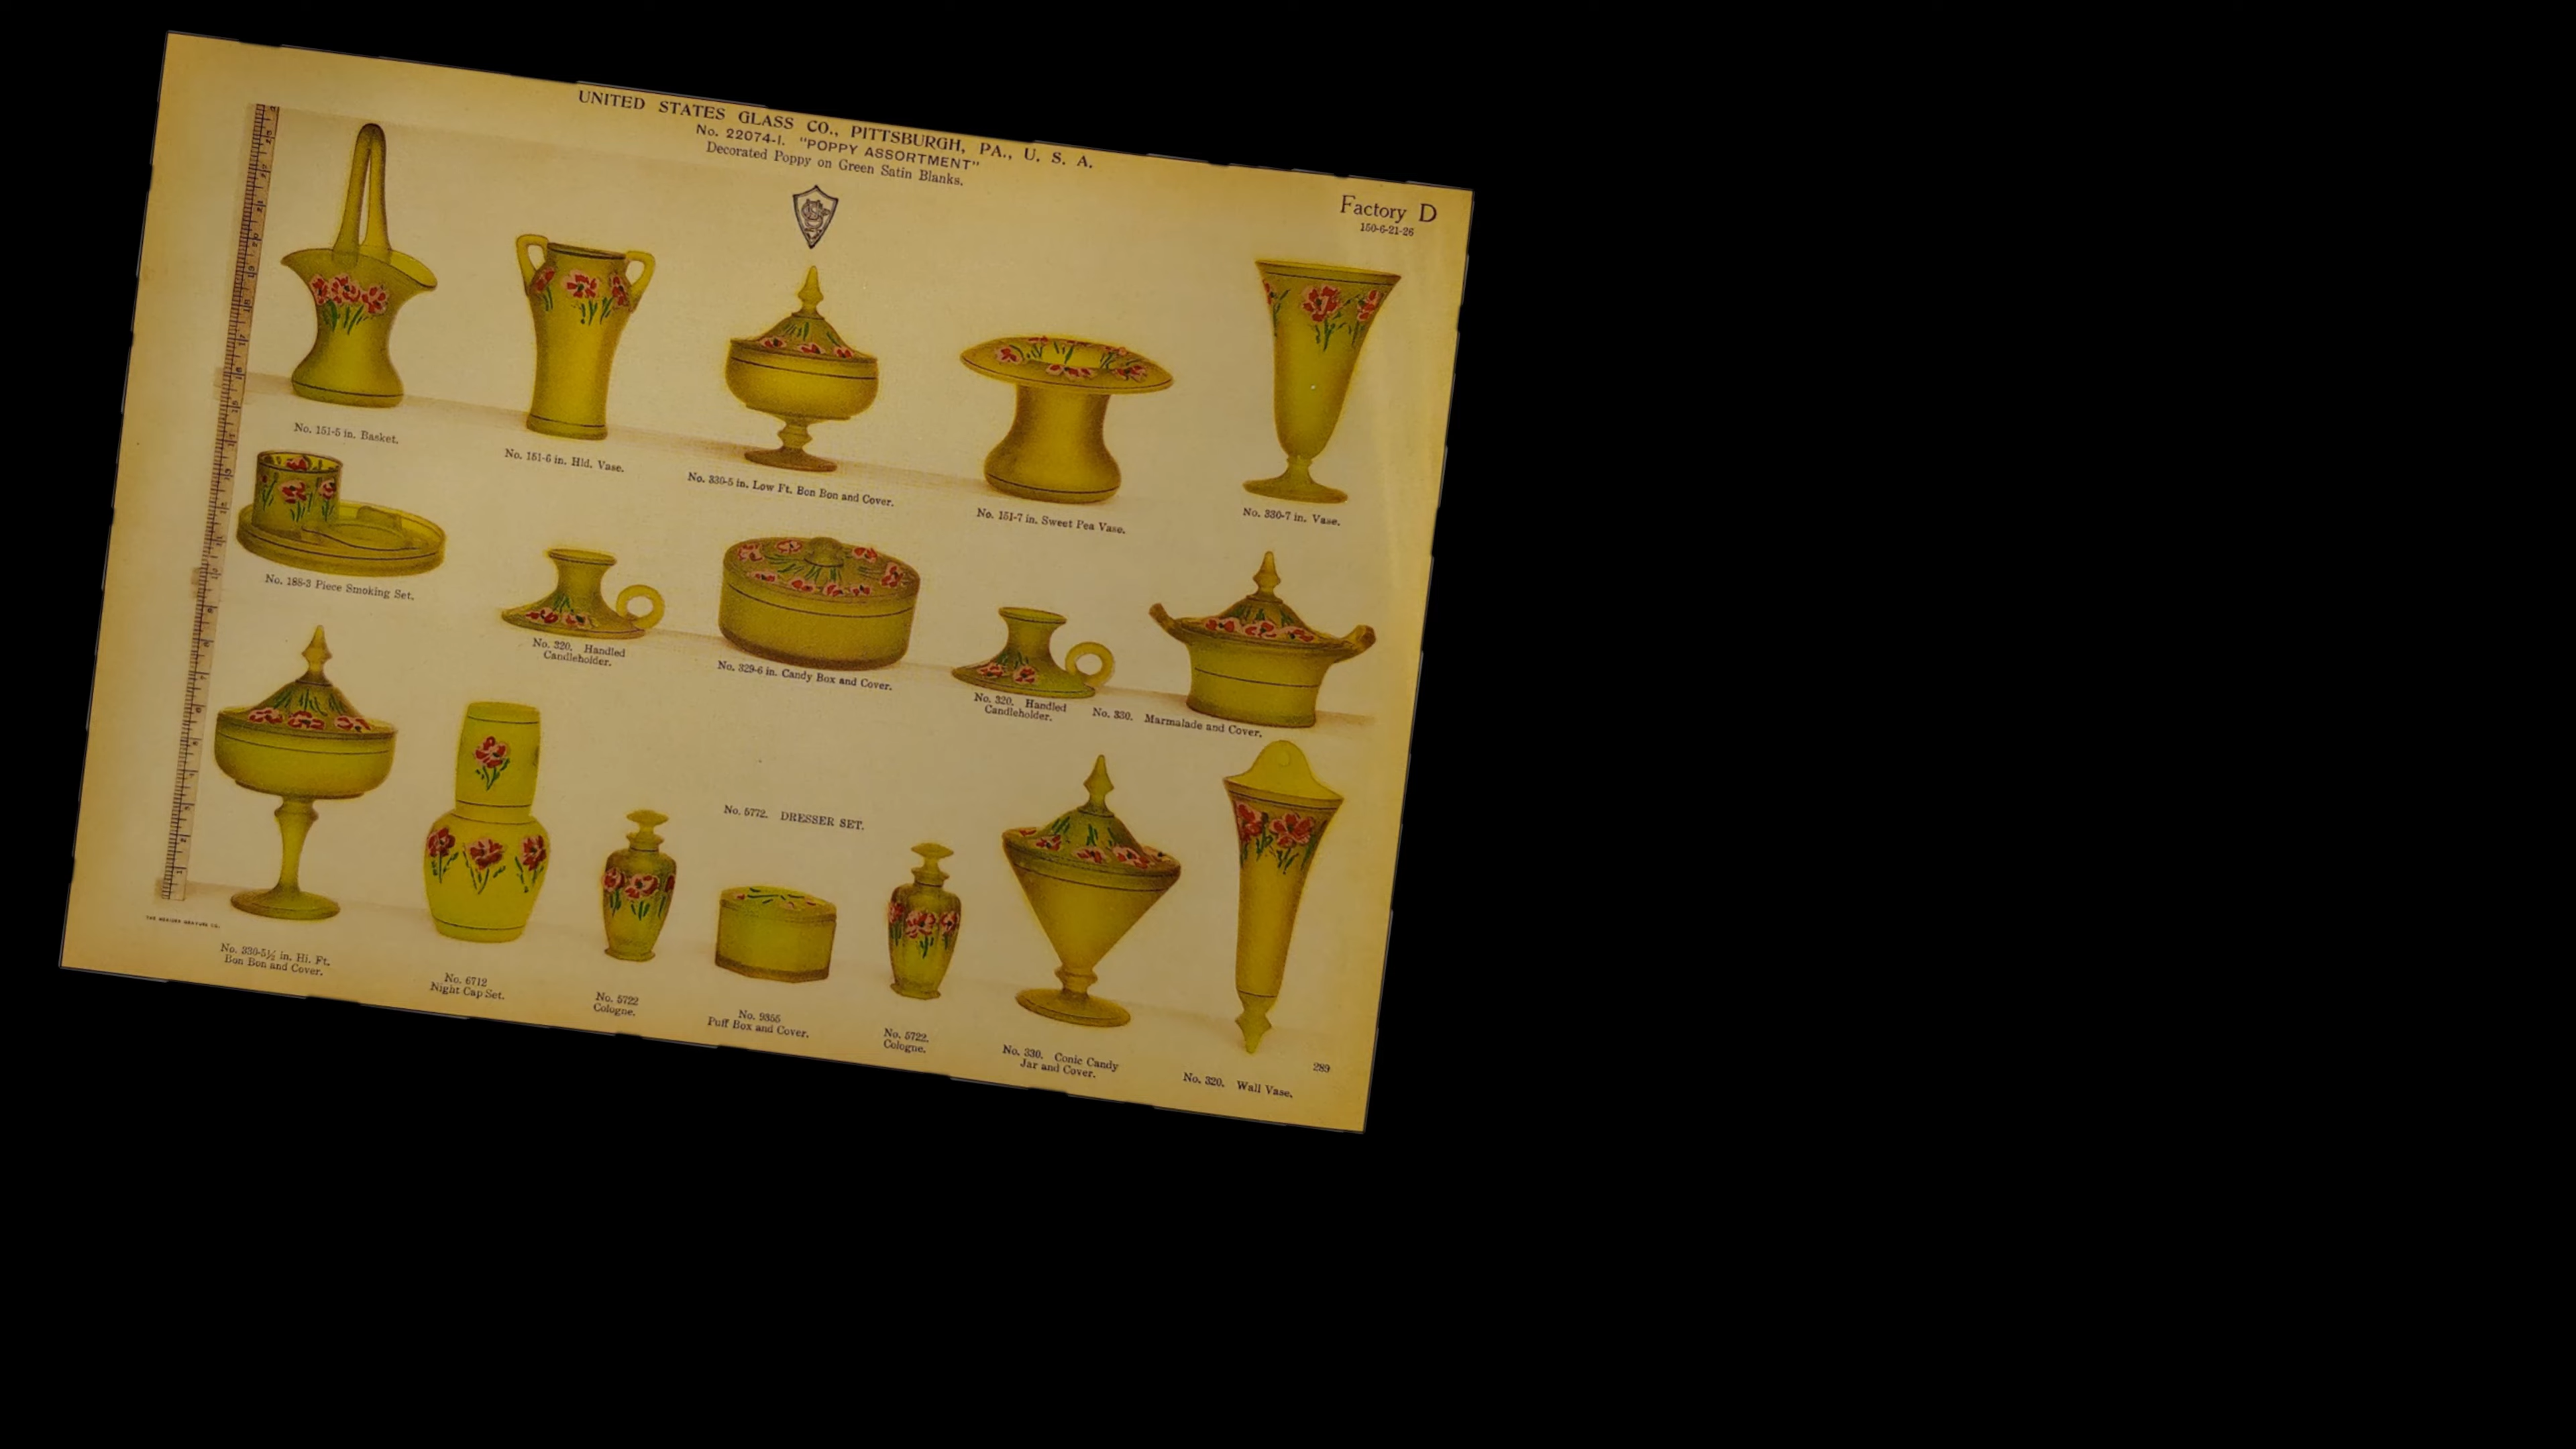 UNITED STATES GLASS CO., PITTSBURGH, PA., U. S. A.
No. 22074-I. "POPPY ASSORTMENT"
Decorated Poppy on Green Satin Blanks.
Factory D
150-6-21-26
No. 151-5 in. Basket.
No. 151-6 in. Hld. Vase.
No. 330-5 in. Low Ft. Bon Bon and Cover.
No. 151-7 in. Sweet Pea Vase.
No. 330-7 in. Vase.
No. 188-3 Piece Smoking Set.
No. 320. Handled
Candleholder.
No. 329-6 in. Candy Box and Cover.
No. 320. Handled
Candleholder.
No. 330. Marmalade and Cover.
No. 5772. DRESSER SET.
No. 330-5½ in. Hi. Ft.
Bon Bon and Cover.
No. 6712
Night Cap Set.
No. 5722
Cologne.
No. 9355
Puff Box and Cover.
No. 5722.
Cologne.
No. 330. Conic Candy
Jar and Cover.
No. 320. Wall Vase.
289